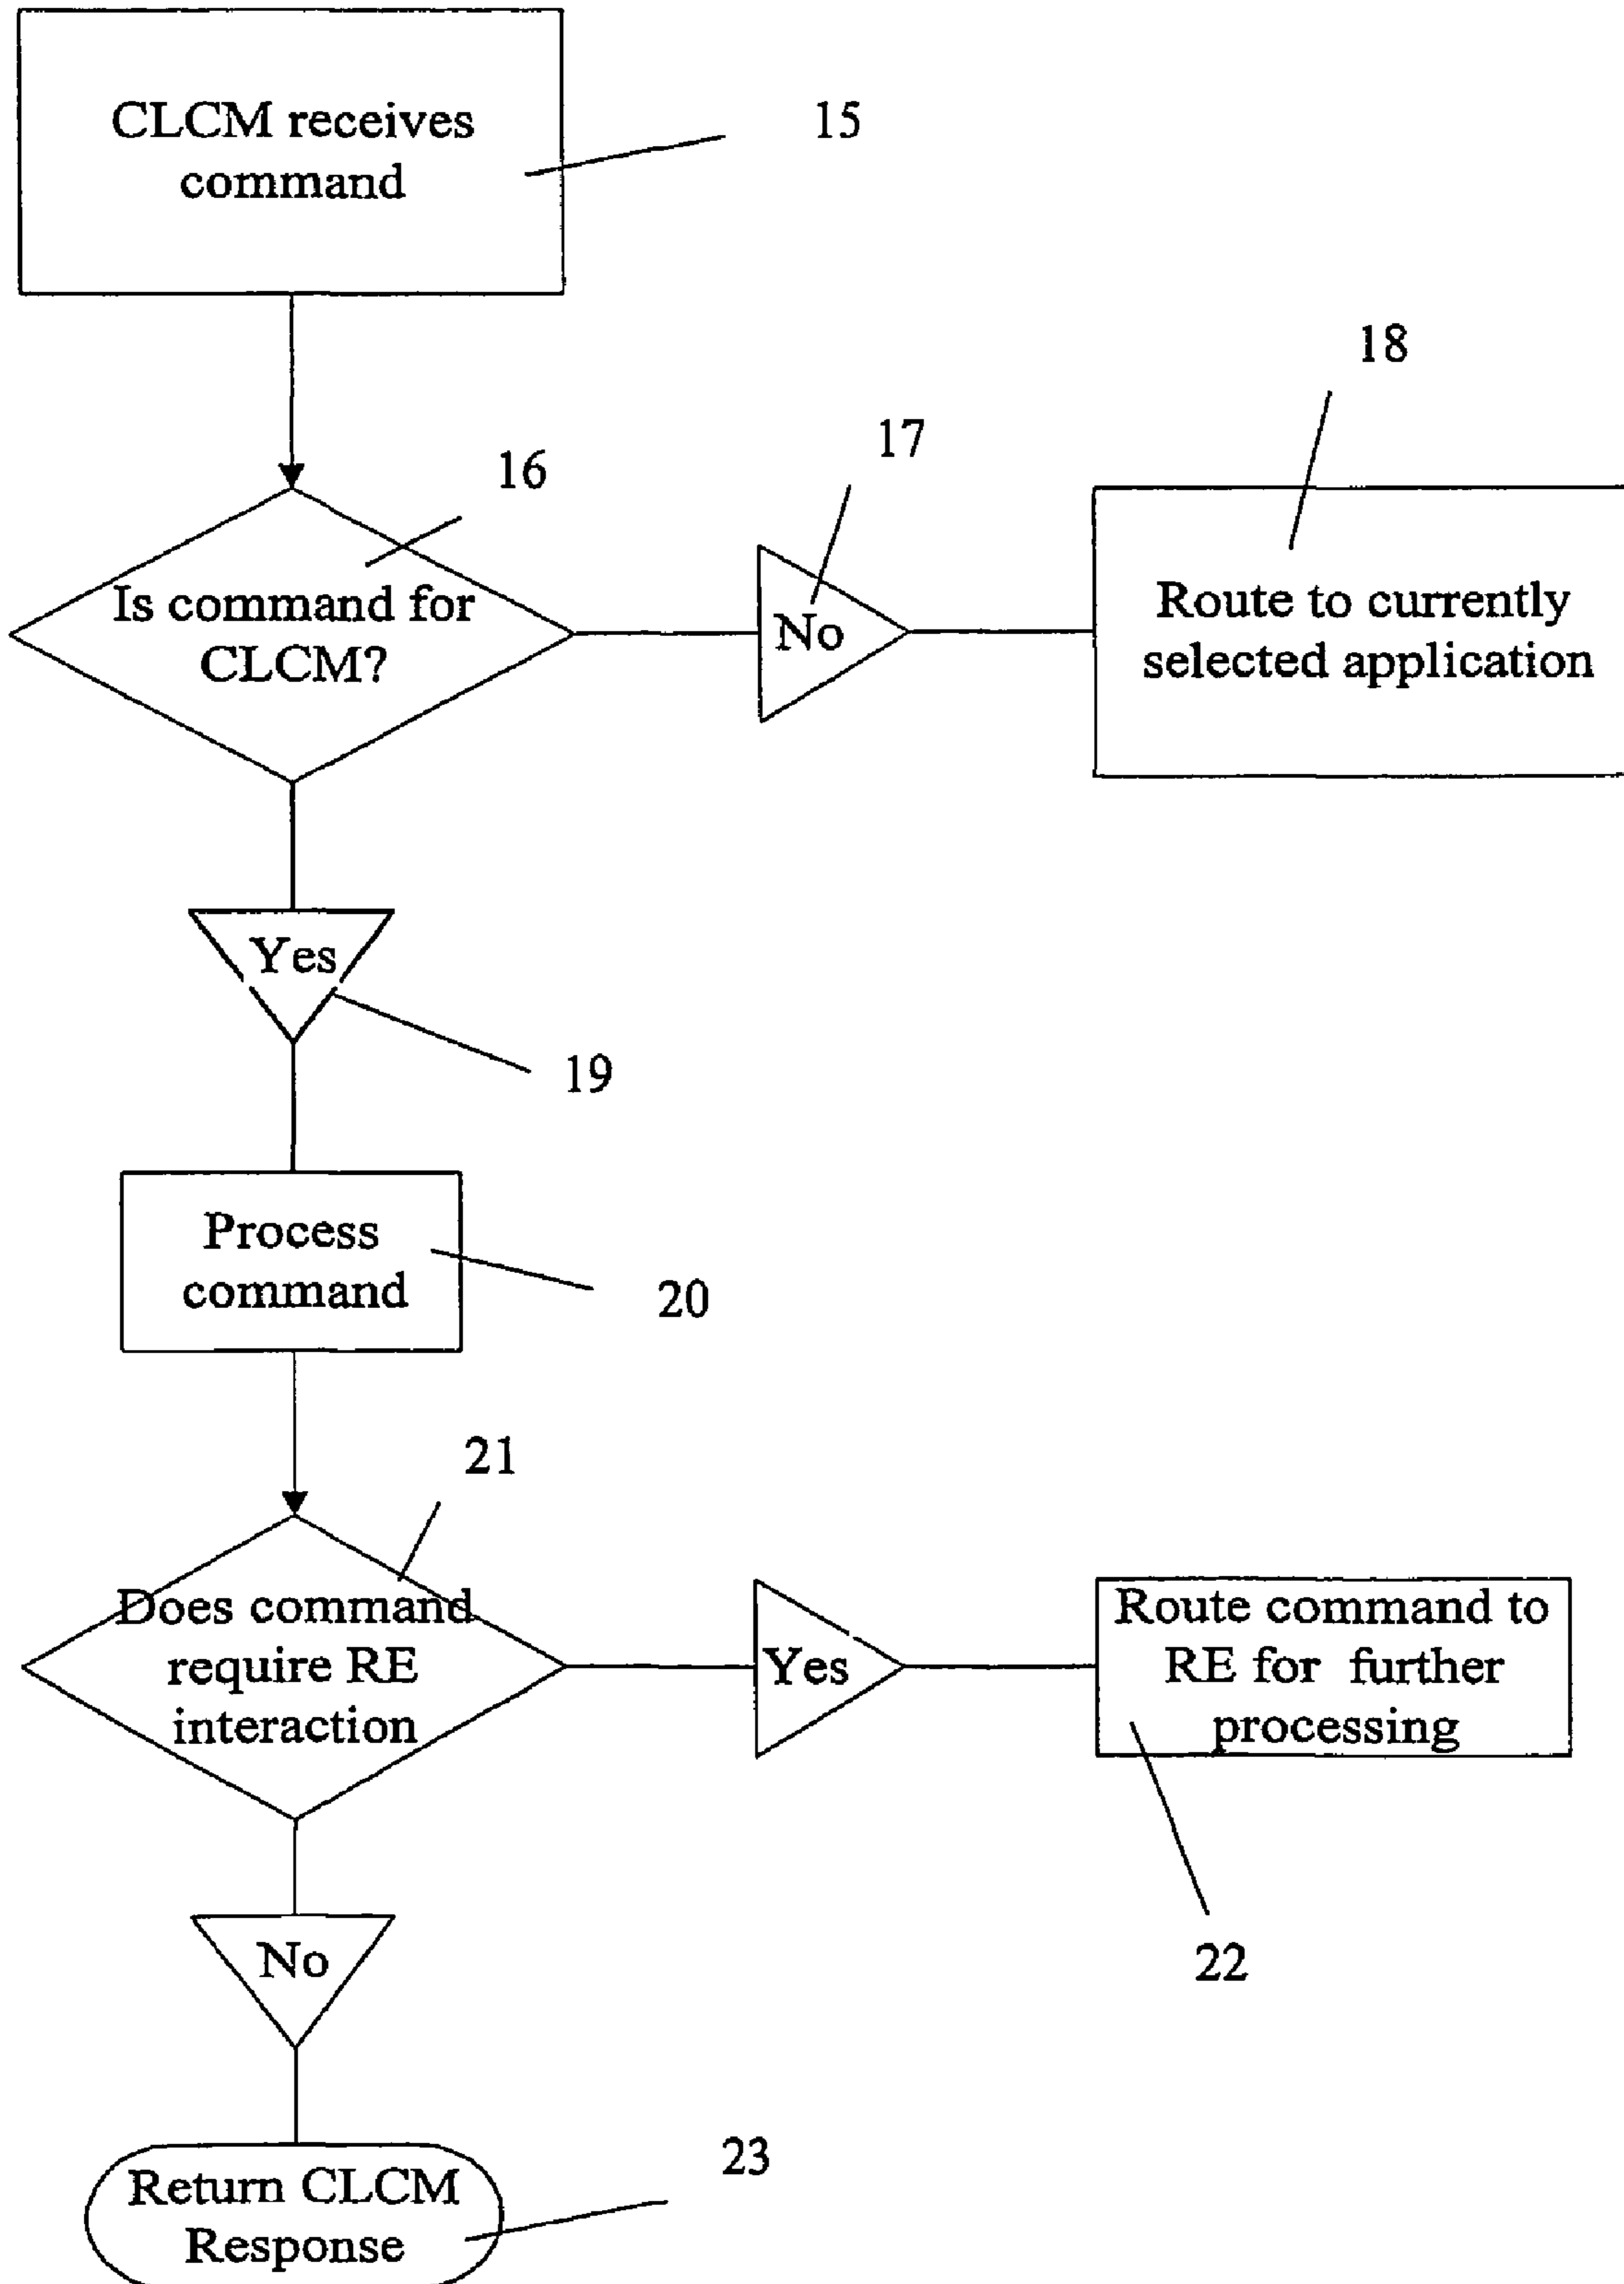 CLCM receives
command
15
18
17
16
Is command for
CLCM?
No
Route to currently
selected application
Yes
19
Process
command
20
21
Does command
require RE
interaction
Yes
Route command to
RE for further
processing
22
No
23
Return CLCM
Response